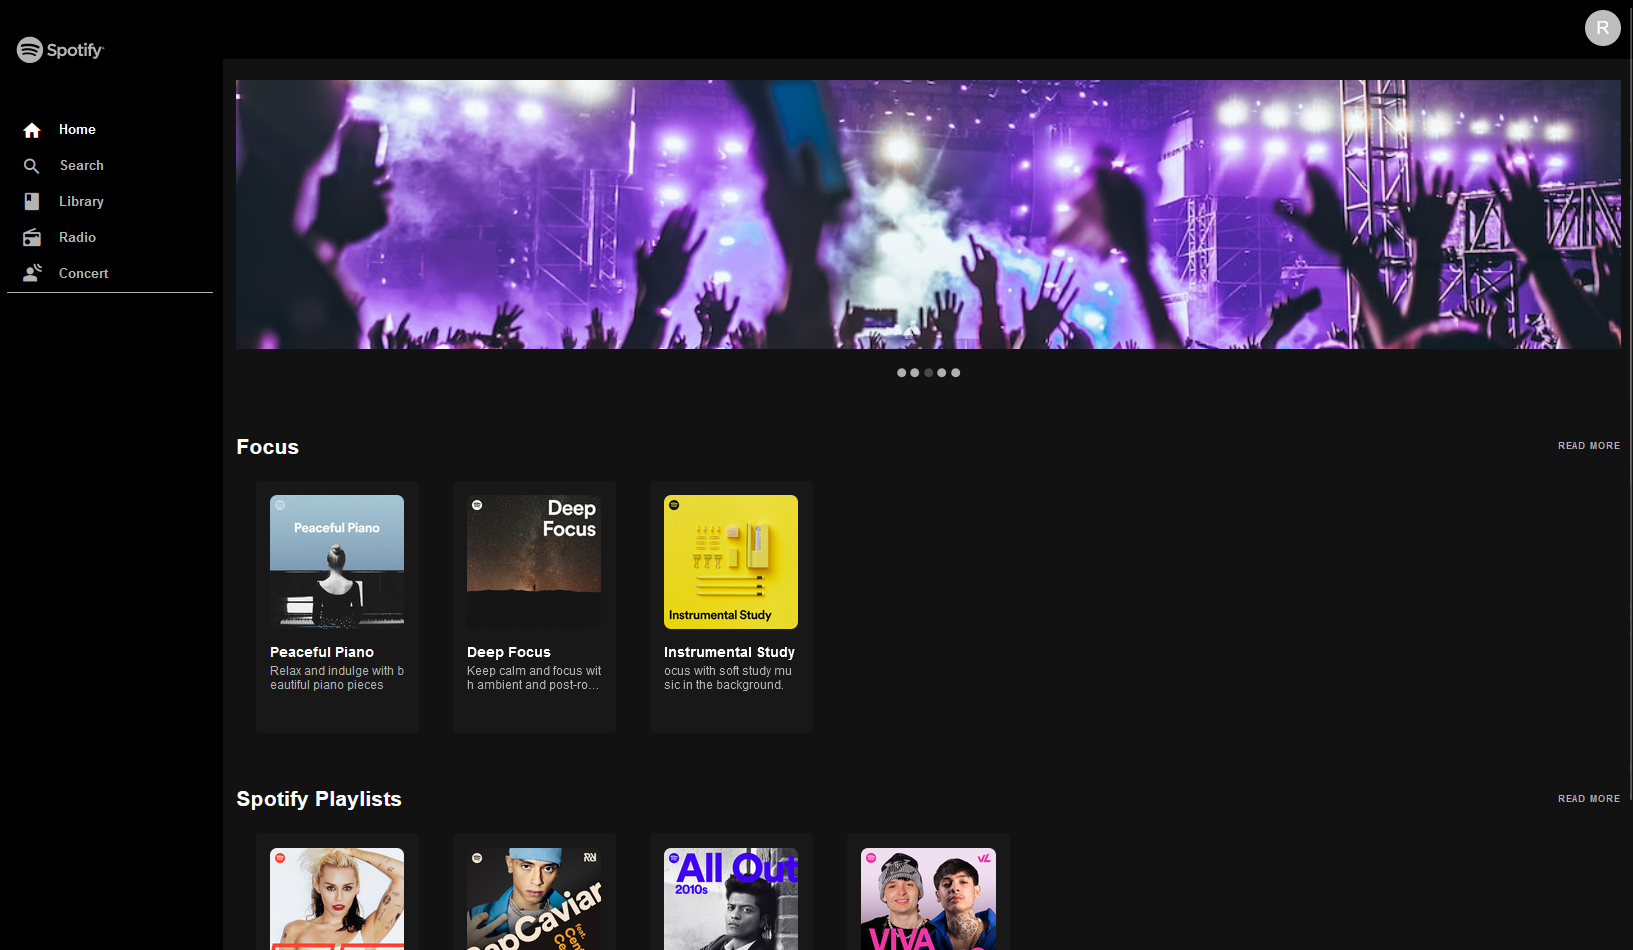 Spotify
R
Home
Search
Library
Radio
Concert
Focus
READ MORE
Peaceful Piano
Deep
Focus
Instrumental Study
Peaceful Piano
Relax and indulge with b
eautiful piano pieces
Deep Focus
Keep calm and focus wit
h ambient and post-ro...
Instrumental Study
ocus with soft study mu
sic in the background.
Spotify Playlists
READ MORE
RapCaviar
feat.
All Out
2010s
VIVA